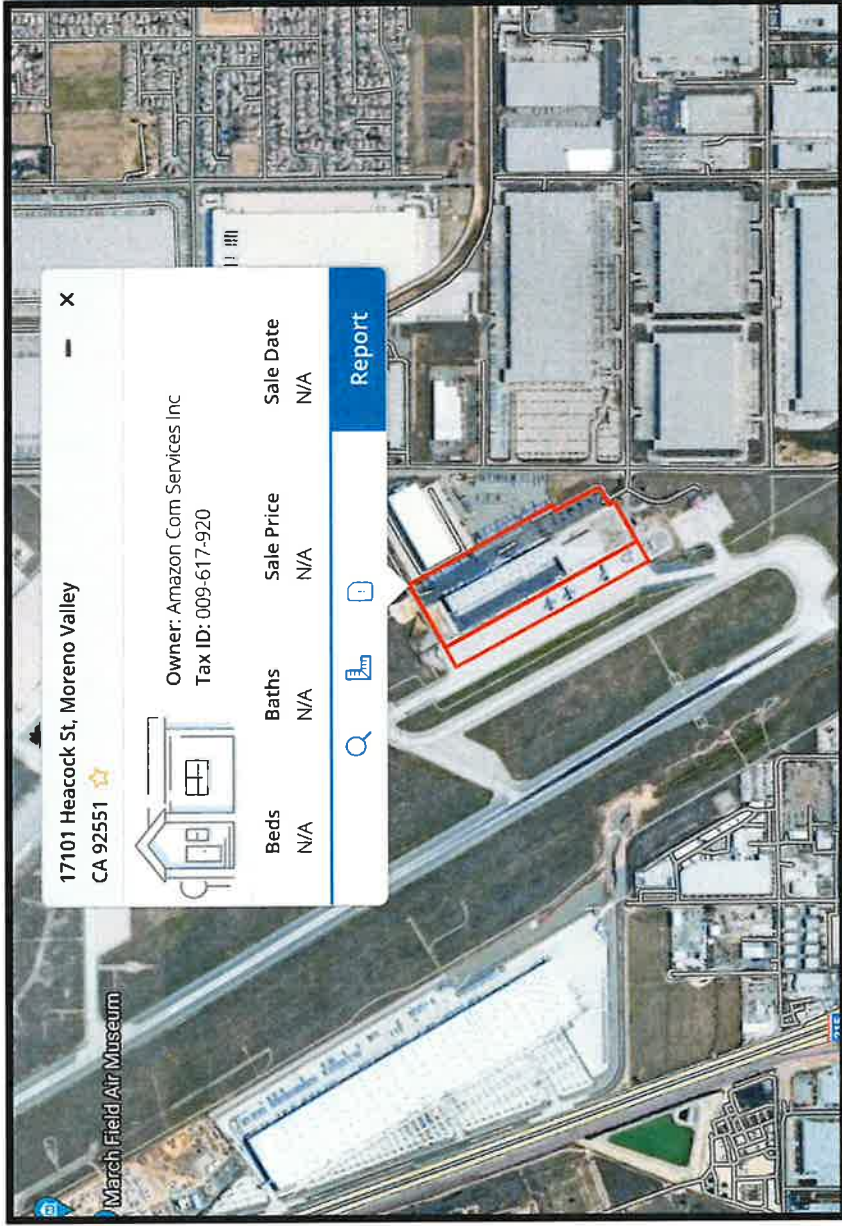 17101 Heacock St, Moreno Valley
CA 92551
Owner: Amazon Com Services Inc
Tax ID: 009-617-920
Beds Baths Sale Price Sale Date
N/A N/A N/A N/A
Report
March Field Air Museum
215